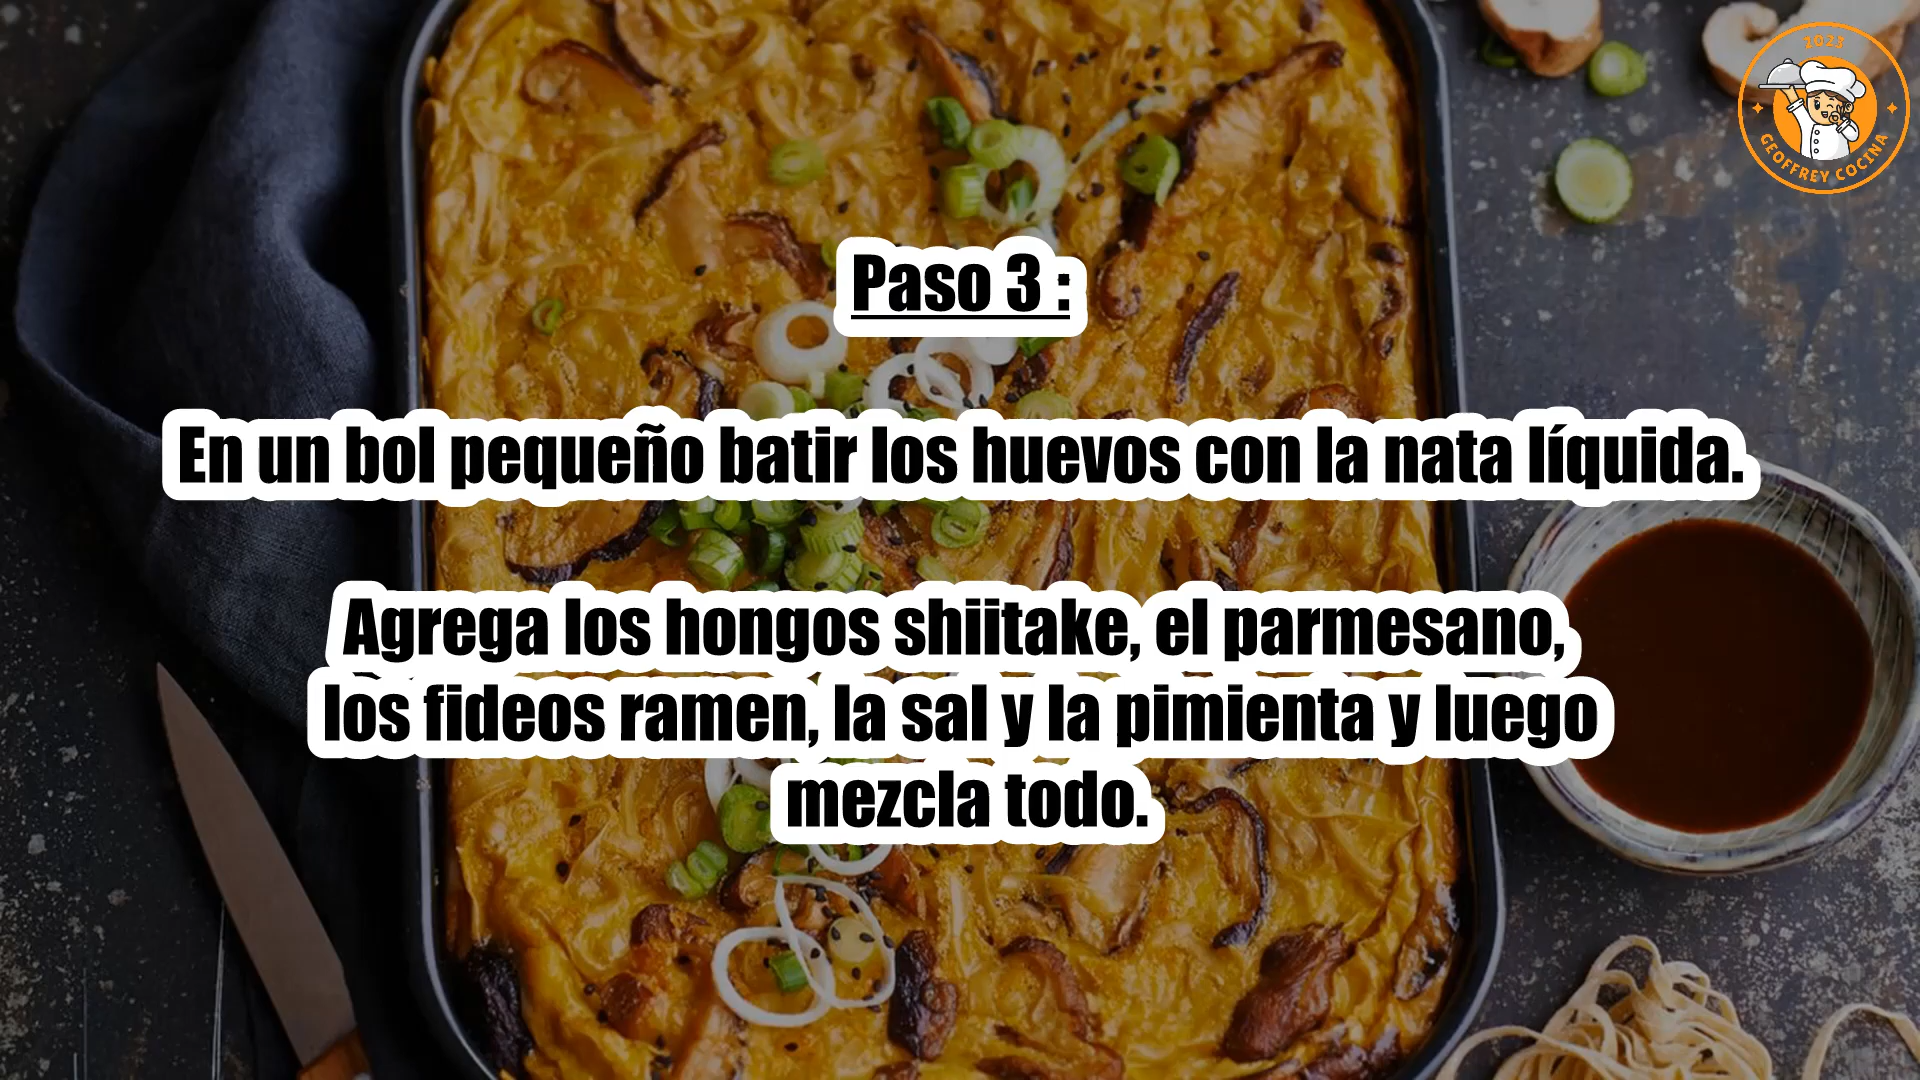 2023
GEOFFREY COCINA
Paso 3 :
En un bol pequeño batir los huevos con la nata líquida.
Agrega los hongos shiitake, el parmesano,
los fideos ramen, la sal y la pimienta y luego
mezcla todo.